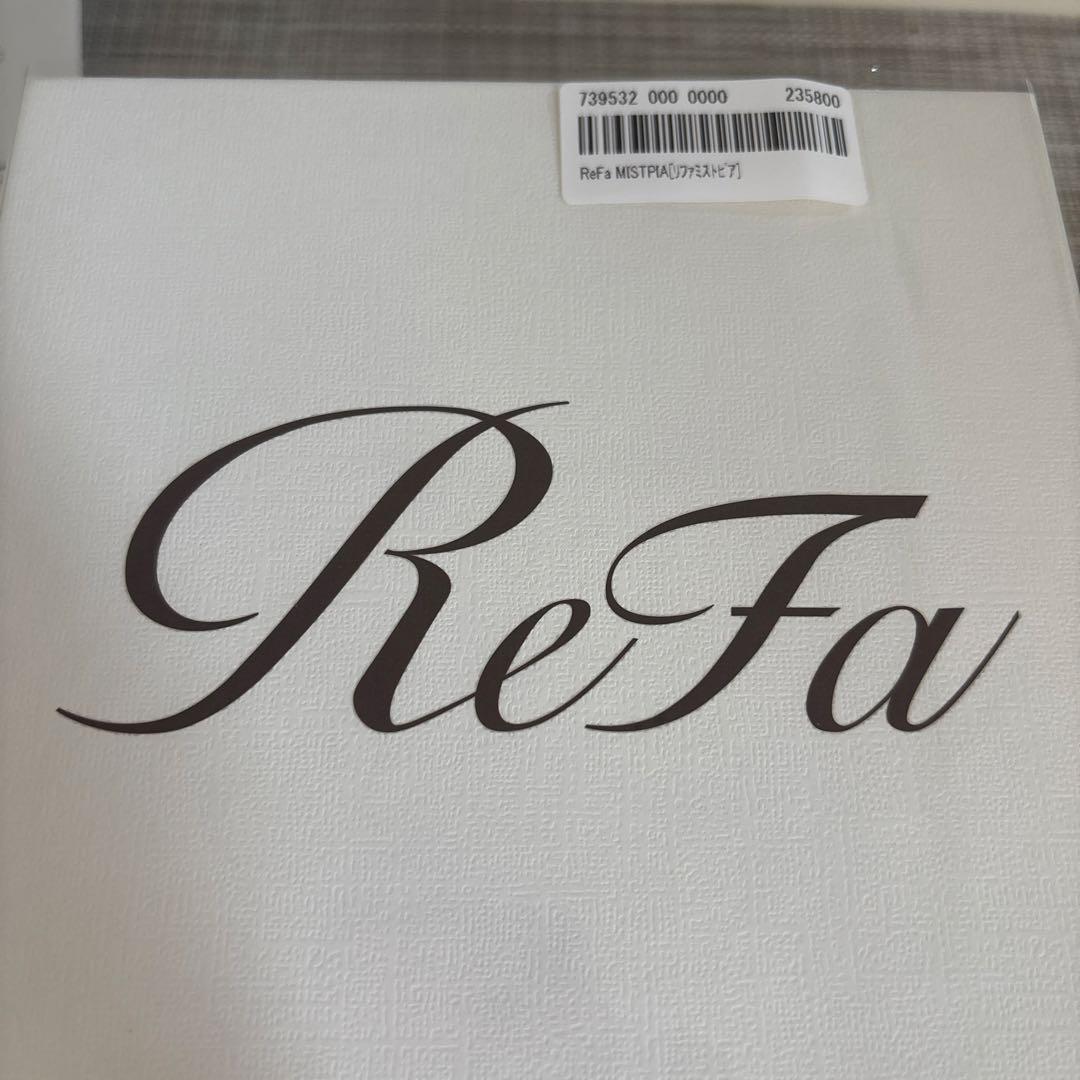 739532 000 0000 235800
ReFa MISTPIA[ﾘﾌｧﾐｽﾄﾋﾟｱ]
ReFa